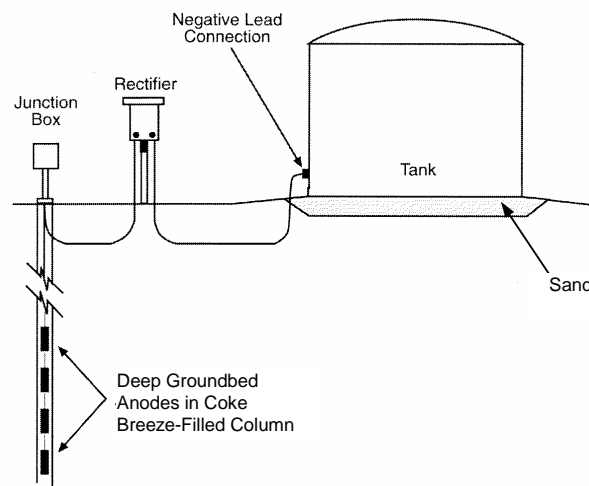 Negative Lead
Connection
Rectifier
Junction
Box
Tank
Sand
Deep Groundbed
Anodes in Coke
Breeze-Filled Column